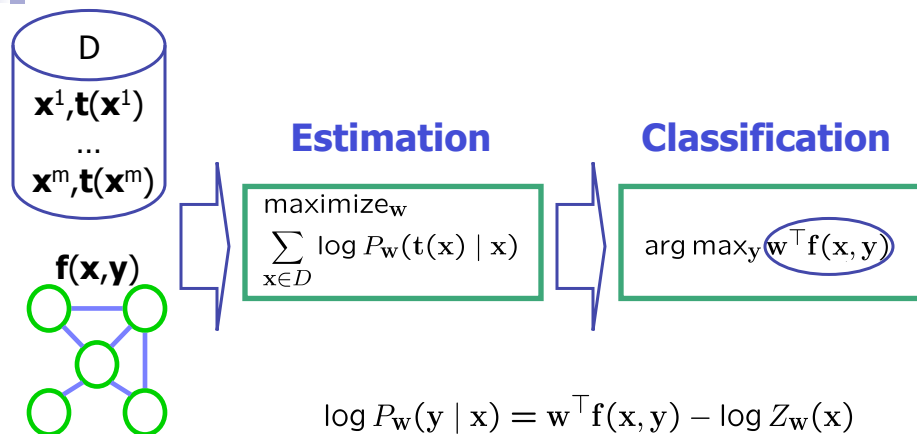 D
x¹,t(x¹)
...
xᵐ,t(xᵐ)
f(x,y)
Estimation
maximize_w
∑_{x∈D} log P_w(t(x) | x)
Classification
arg max_y w^⊤f(x, y)
log P_w(y | x) = w^⊤f(x, y) − log Z_w(x)